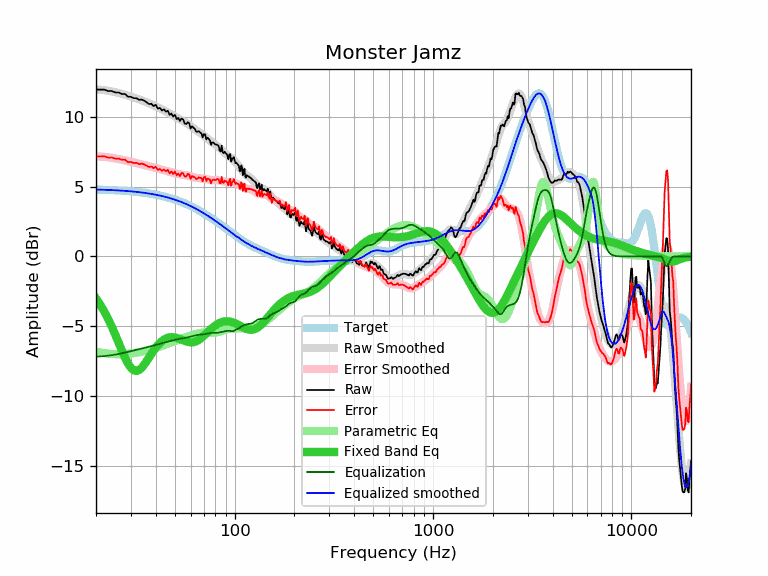 Monster Jamz
Amplitude (dBr)
10
5
0
−5
−10
−15
Target
Raw Smoothed
Error Smoothed
Raw
Error
Parametric Eq
Fixed Band Eq
Equalization
Equalized smoothed
100 1000 10000
Frequency (Hz)